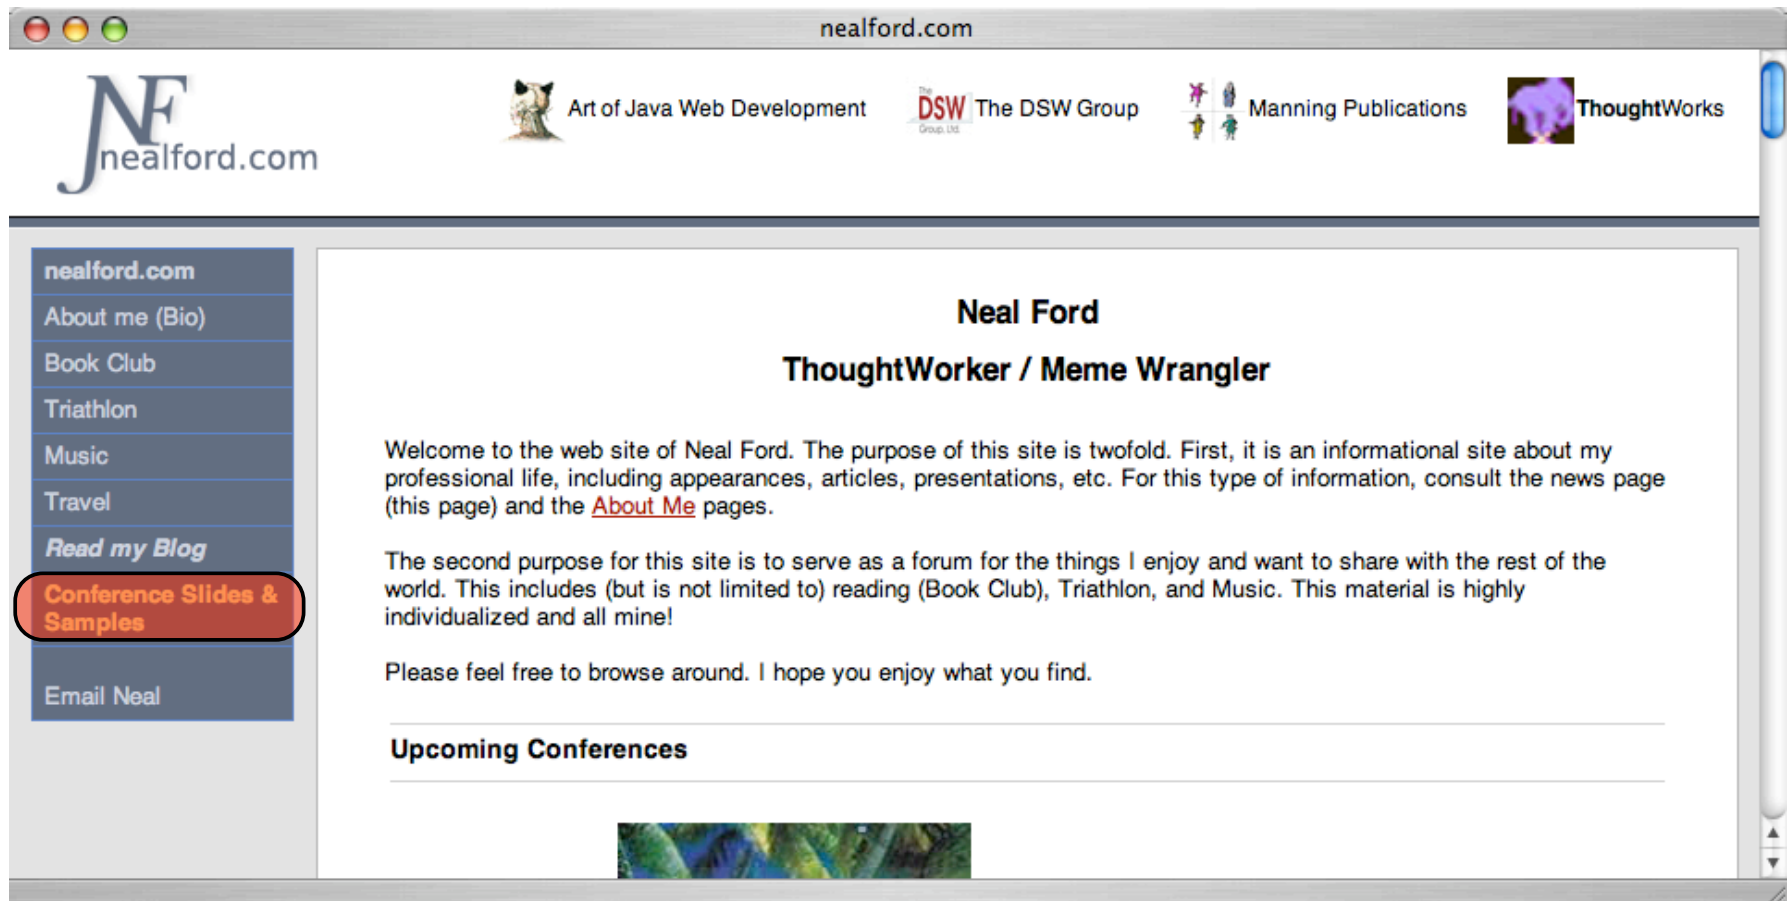 nealford.com
NF
nealford.com
Art of Java Web Development
The
DSW
Group, Ltd.
The DSW Group
Manning Publications
ThoughtWorks
nealford.com
About me (Bio)
Book Club
Triathlon
Music
Travel
Read my Blog
Conference Slides &
Samples
Email Neal
Neal Ford
ThoughtWorker / Meme Wrangler
Welcome to the web site of Neal Ford. The purpose of this site is twofold. First, it is an informational site about my
professional life, including appearances, articles, presentations, etc. For this type of information, consult the news page
(this page) and the About Me pages.
The second purpose for this site is to serve as a forum for the things I enjoy and want to share with the rest of the
world. This includes (but is not limited to) reading (Book Club), Triathlon, and Music. This material is highly
individualized and all mine!
Please feel free to browse around. I hope you enjoy what you find.
Upcoming Conferences